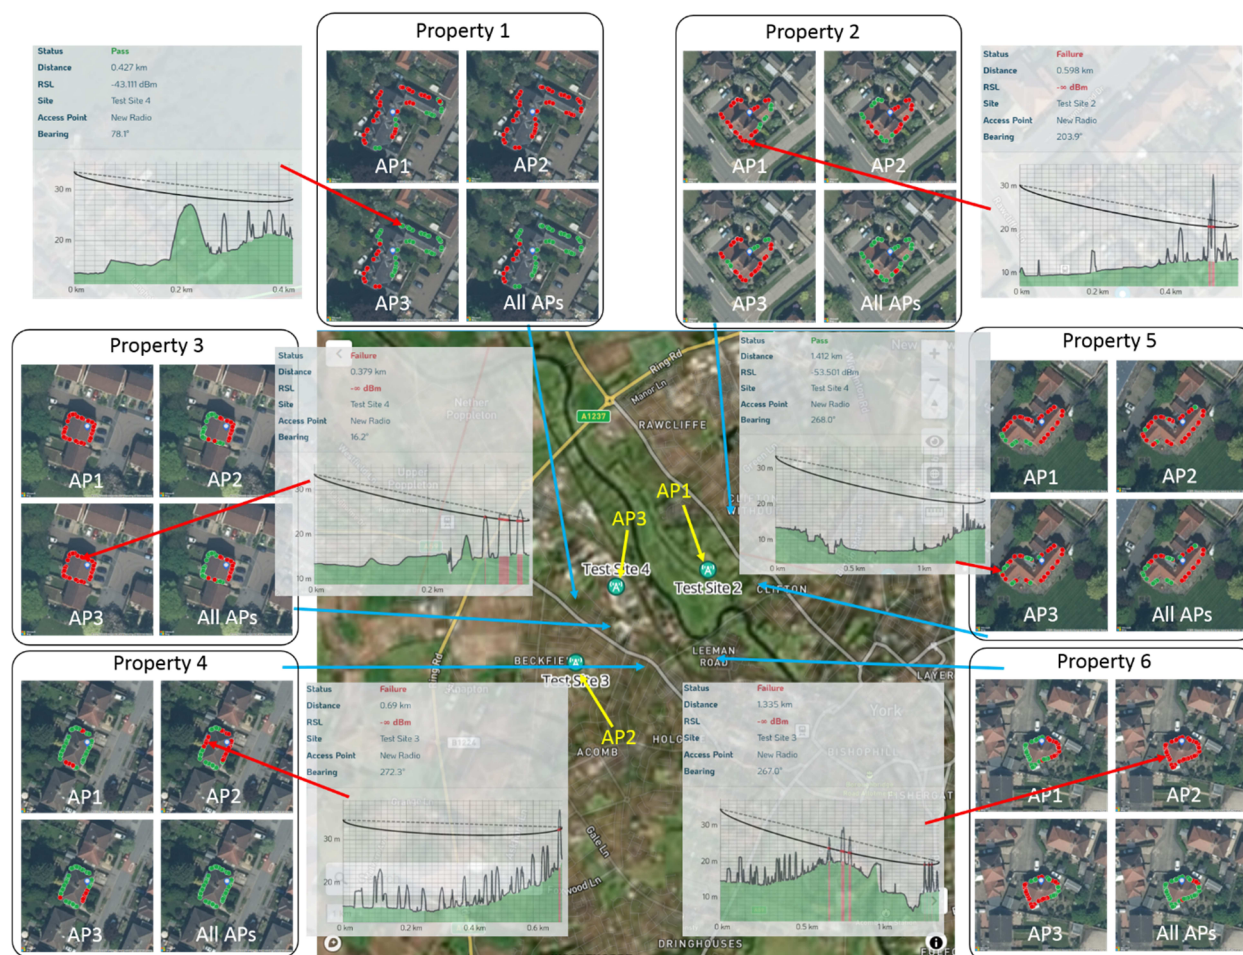 Property 1
AP1
AP2
AP3
All APs
Property 2
AP1
AP2
AP3
All APs
Status Pass
Distance 0.427 km
RSL -43.111 dBm
Site Test Site 4
Access Point New Radio
Bearing 78.1°
30 m
20 m
0 km
0.2 km
0.4 km
Status Failure
Distance 0.598 km
RSL -∞ dBm
Site Test Site 2
Access Point New Radio
Bearing 203.9°
30 m
20 m
10 m
0 km
0.2 km
0.4 km
Property 3
AP1
AP2
AP3
All APs
Status Failure
Distance 0.379 km
RSL -∞ dBm
Site Test Site 4
Access Point New Radio
Bearing 16.2°
30 m
20 m
10 m
0 km
0.2 km
Status Pass
Distance 1.412 km
RSL -53.501 dBm
Site Test Site 4
Access Point New Radio
Bearing 268.0°
30 m
20 m
10 m
0 km
0.5 km
1 km
Property 5
AP1
AP2
AP3
All APs
Ring Rd
Manor Ln
A1237
RAWCLIFFE
AP1
AP3
Test Site 4
Test Site 2
CLIFTON
LEEMAN
ROAD
BECKFIE
Test Site 3
AP2
ACOMB
HOLG
York
BISHOPHILL
FISHERGAT
LAYER
Gale Ln
DRINGHOUSES
Property 4
AP1
AP2
AP3
All APs
Status Failure
Distance 0.69 km
RSL -∞ dBm
Site Test Site 3
Access Point New Radio
Bearing 272.3°
30 m
20 m
0 km
0.2 km
0.4 km
0.6 km
Status Failure
Distance 1.335 km
RSL -∞ dBm
Site Test Site 3
Access Point New Radio
Bearing 267.0°
30 m
20 m
10 m
0 km
0.5 km
1 km
Property 6
AP1
AP2
AP3
All APs